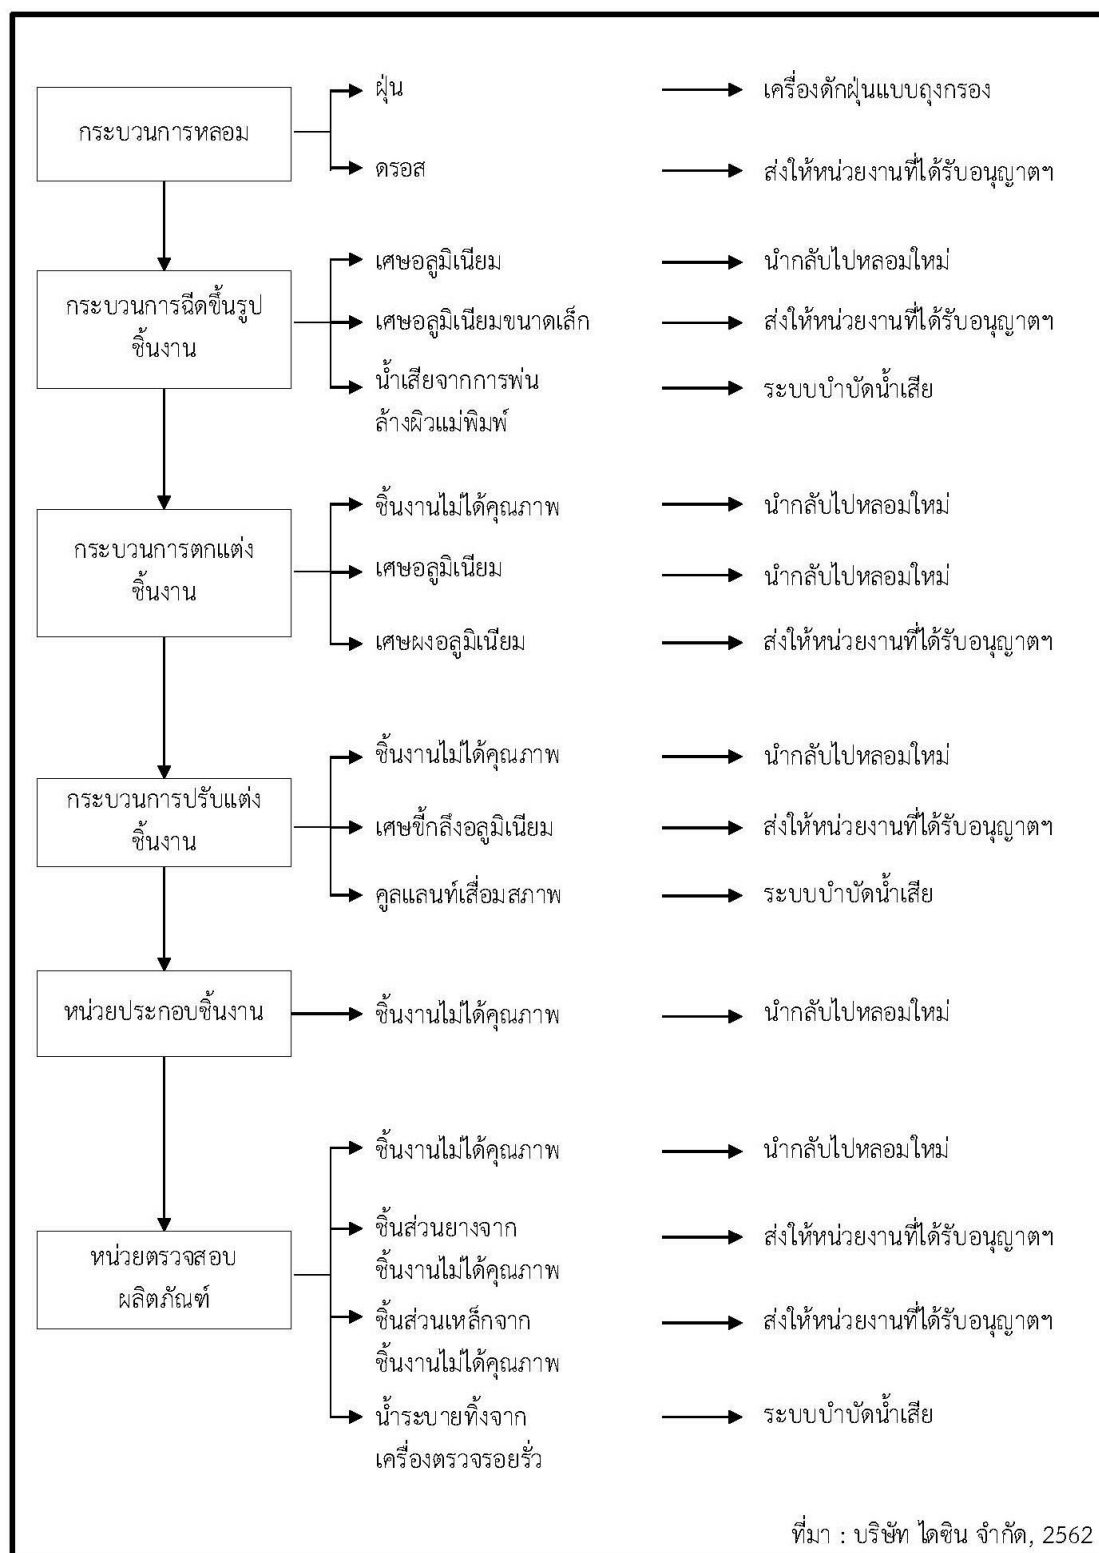 กระบวนการหลอม
ฝุ่น
เครื่องดักฝุ่นแบบถุงกรอง
ดรอส
ส่งให้หน่วยงานที่ได้รับอนุญาตฯ
กระบวนการฉีดขึ้นรูป
ชิ้นงาน
เศษอลูมิเนียม
นำกลับไปหลอมใหม่
เศษอลูมิเนียมขนาดเล็ก
ส่งให้หน่วยงานที่ได้รับอนุญาตฯ
น้ำเสียจากการพ่น
ล้างผิวแม่พิมพ์
ระบบบำบัดน้ำเสีย
กระบวนการตกแต่ง
ชิ้นงาน
ชิ้นงานไม่ได้คุณภาพ
นำกลับไปหลอมใหม่
เศษอลูมิเนียม
นำกลับไปหลอมใหม่
เศษผงอลูมิเนียม
ส่งให้หน่วยงานที่ได้รับอนุญาตฯ
กระบวนการปรับแต่ง
ชิ้นงาน
ชิ้นงานไม่ได้คุณภาพ
นำกลับไปหลอมใหม่
เศษขี้กลึงอลูมิเนียม
ส่งให้หน่วยงานที่ได้รับอนุญาตฯ
คูลแลนท์เสื่อมสภาพ
ระบบบำบัดน้ำเสีย
หน่วยประกอบชิ้นงาน
ชิ้นงานไม่ได้คุณภาพ
นำกลับไปหลอมใหม่
หน่วยตรวจสอบ
ผลิตภัณฑ์
ชิ้นงานไม่ได้คุณภาพ
นำกลับไปหลอมใหม่
ชิ้นส่วนยางจาก
ชิ้นงานไม่ได้คุณภาพ
ส่งให้หน่วยงานที่ได้รับอนุญาตฯ
ชิ้นส่วนเหล็กจาก
ชิ้นงานไม่ได้คุณภาพ
ส่งให้หน่วยงานที่ได้รับอนุญาตฯ
น้ำระบายทิ้งจาก
เครื่องตรวจรอยรั่ว
ระบบบำบัดน้ำเสีย
ที่มา : บริษัท ไดซิน จำกัด, 2562